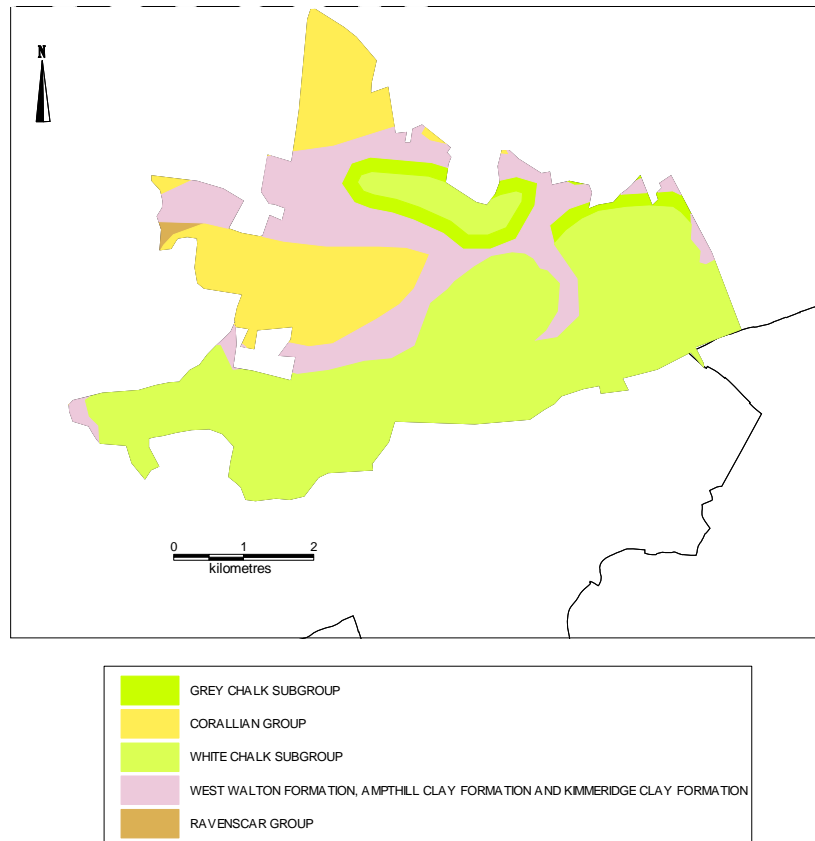 N
0 1 2
kilometres
GREY CHALK SUBGROUP
CORALLIAN GROUP
WHITE CHALK SUBGROUP
WEST WALTON FORMATION, AMPTHILL CLAY FORMATION AND KIMMERIDGE CLAY FORMATION
RAVENSCAR GROUP